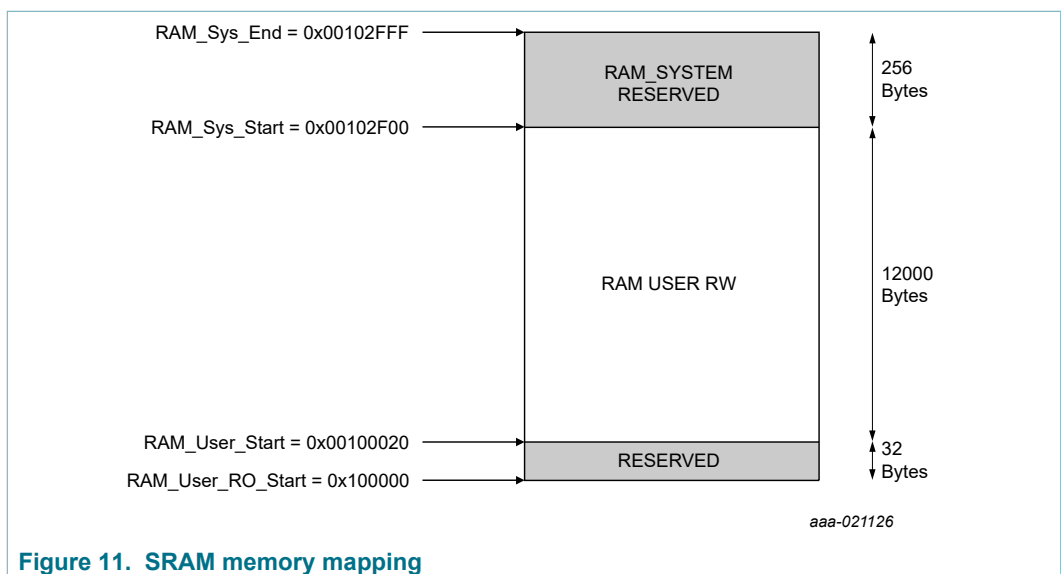 RAM_Sys_End = 0x00102FFF
RAM_SYSTEM
RESERVED
256
Bytes
RAM_Sys_Start = 0x00102F00
RAM USER RW
12000
Bytes
RAM_User_Start = 0x00100020
RESERVED
32
Bytes
RAM_User_RO_Start = 0x100000
aaa-021126
Figure 11. SRAM memory mapping